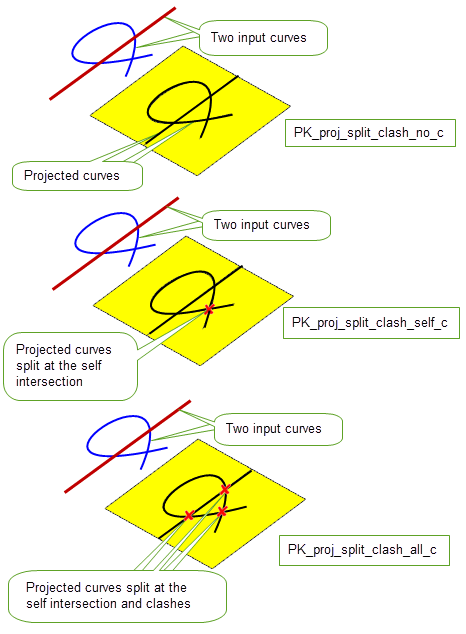 Two input curves
PK_proj_split_clash_no_c
Projected curves
Two input curves
PK_proj_split_clash_self_c
Projected curves
split at the self
intersection
Two input curves
PK_proj_split_clash_all_c
Projected curves split at the
self intersection and clashes